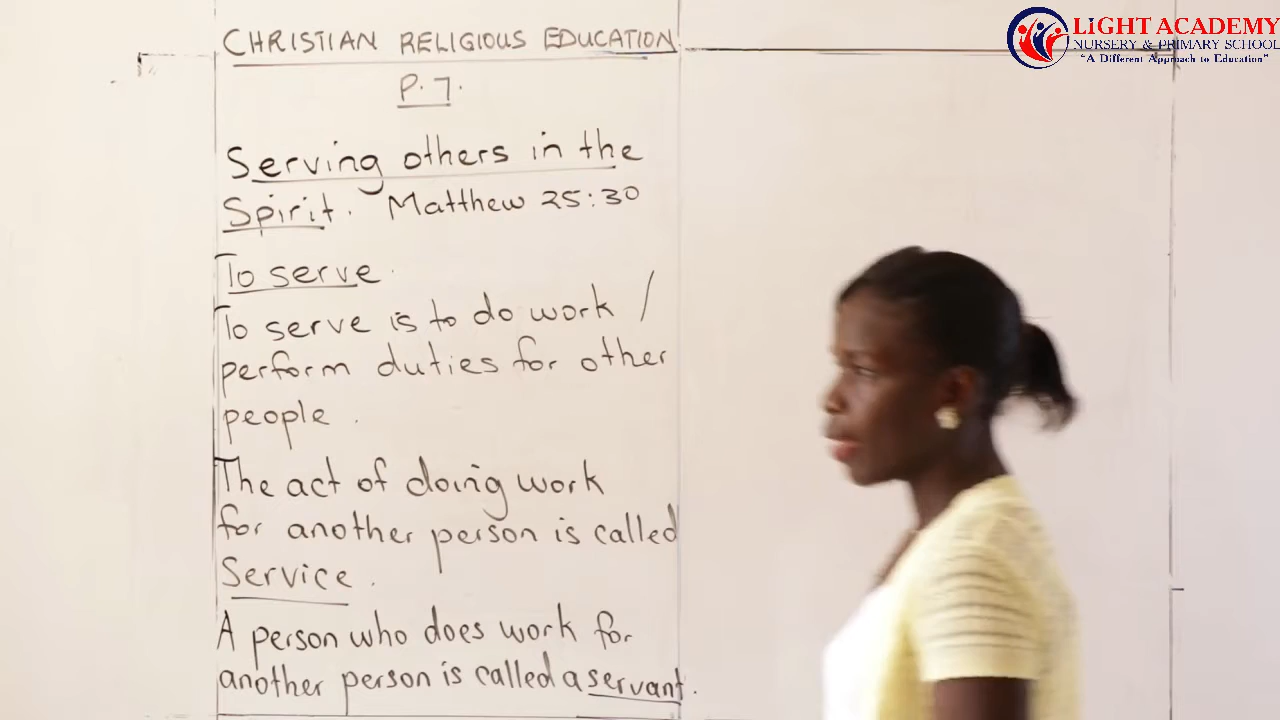 CHRISTIAN RELIGIOUS EDUCATION
P.7.
Serving others in the
Spirit. Matthew 25:30
To serve.
To serve is to do work /
perform duties for other
people.
The act of doing work
for another person is called
Service.
A person who does work for
another person is called a servant.
LIGHT ACADEMY
NURSERY & PRIMARY SCHOOL
"A Different Approach to Education"